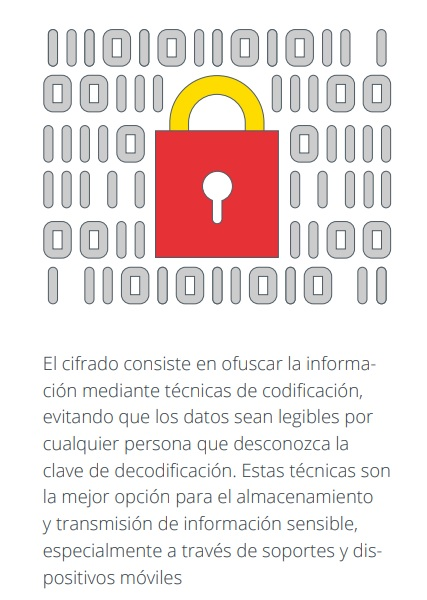 El cifrado consiste en ofuscar la informa-
ción mediante técnicas de codificación,
evitando que los datos sean legibles por
cualquier persona que desconozca la
clave de decodificación. Estas técnicas son
la mejor opción para el almacenamiento
y transmisión de información sensible,
especialmente a través de soportes y dis-
positivos móviles